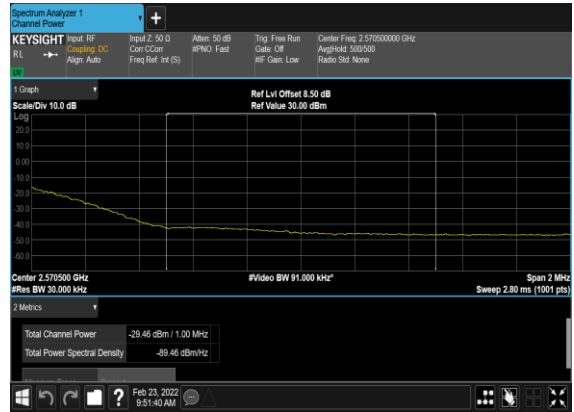 Spectrum Analyzer 1
Channel Power
+
KEYSIGHT
RL
Input: RF
Coupling: DC
Align: Auto
Input Z: 50 Ω
Corr CCorr
Freq Ref: Int (S)
Atten: 50 dB
#PNO: Fast
Trig: Free Run
Gate: Off
#IF Gain: Low
Center Freq: 2.570500000 GHz
Avg|Hold: 500/500
Radio Std: None
1 Graph
Scale/Div 10.0 dB
Ref Lvl Offset 8.50 dB
Ref Value 30.00 dBm
Log
20.0
10.0
0.00
-10.0
-20.0
-30.0
-40.0
-50.0
-60.0
Center 2.570500 GHz
#Res BW 30.000 kHz
#Video BW 91.000 kHz*
Span 2 MHz
Sweep 2.80 ms (1001 pts)
2 Metrics
Total Channel Power -29.46 dBm / 1.00 MHz
Total Power Spectral Density -89.46 dBm/Hz
?
Feb 23, 2022
9:51:40 AM